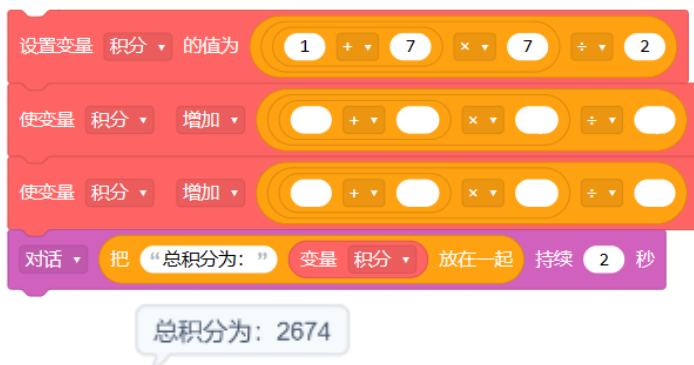 设置变量 积分 的值为 1 + 7 × 7 ÷ 2
使变量 积分 增加 + × ÷
使变量 积分 增加 + × ÷
对话 把 “总积分为：” 变量 积分 放在一起 持续 2 秒
总积分为：2674